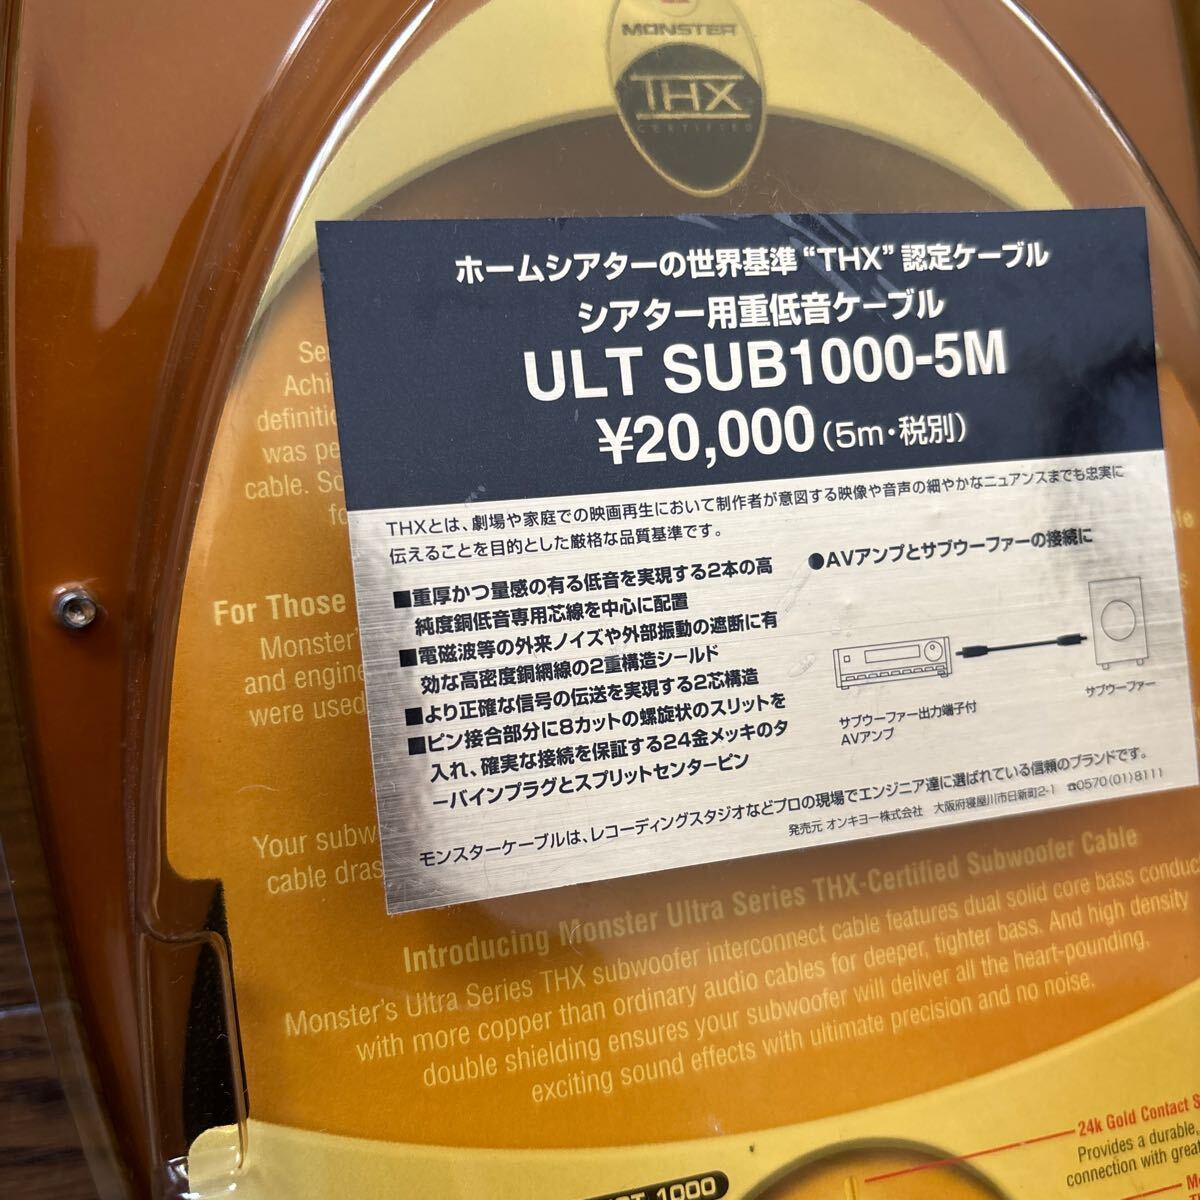 MONSTER
THX
CERTIFIED
ホームシアターの世界基準“THX”認定ケーブル
シアター用重低音ケーブル
ULT SUB1000-5M
¥20,000(5m・税別)
THXとは、劇場や家庭での映画再生において制作者が意図する映像や音声の細やかなニュアンスまでも忠実に
伝えることを目的とした厳格な品質基準です。
■重厚かつ量感の有る低音を実現する2本の高
純度銅低音専用芯線を中心に配置
■電磁波等の外来ノイズや外部振動の遮断に有
効な高密度銅網線の2重構造シールド
■より正確な信号の伝送を実現する2芯構造
■ピン接合部分に8カットの螺旋状のスリットを
入れ、確実な接続を保証する24金メッキのタ
ーバインプラグとスプリットセンターピン
●AVアンプとサブウーファーの接続に
サブウーファー
サブウーファー出力端子付
AVアンプ
モンスターケーブルは、レコーディングスタジオなどプロの現場でエンジニア達に選ばれている信頼のブランドです。
発売元 オンキヨー株式会社 大阪府寝屋川市日新町2-1 ☎0570(01)8111
was
cable.
For Those
Monster's
and
were used
Your
cable
Introducing Monster Ultra Series THX-Certified Subwoofer Cable
Monster's Ultra Series THX subwoofer interconnect cable features dual solid core bass conduc
with more copper than ordinary audio cables for deeper, tighter bass. And high density
double shielding ensures your subwoofer will deliver all the heart-pounding,
exciting sound effects with ultimate precision and no noise.
24k Gold Contact S
Provides a durable,
connection with great
1000